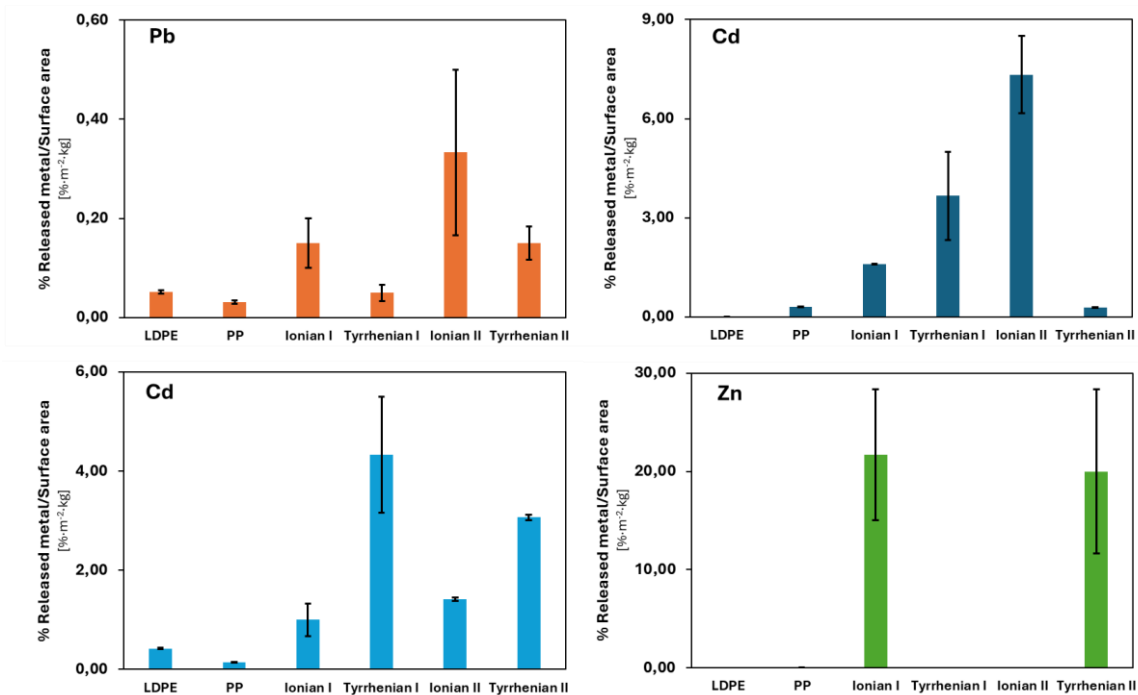 Pb
% Released metal/Surface area
[%·m⁻²·kg]
0,60
0,40
0,20
0,00
LDPE PP Ionian I Tyrrhenian I Ionian II Tyrrhenian II
Cd
% Released metal/Surface area
[%·m⁻²·kg]
9,00
6,00
3,00
0,00
LDPE PP Ionian I Tyrrhenian I Ionian II Tyrrhenian II
Cd
% Released metal/Surface area
[%·m⁻²·kg]
6,00
4,00
2,00
0,00
LDPE PP Ionian I Tyrrhenian I Ionian II Tyrrhenian II
Zn
% Released metal/Surface area
[%·m⁻²·kg]
30,00
20,00
10,00
0,00
LDPE PP Ionian I Tyrrhenian I Ionian II Tyrrhenian II